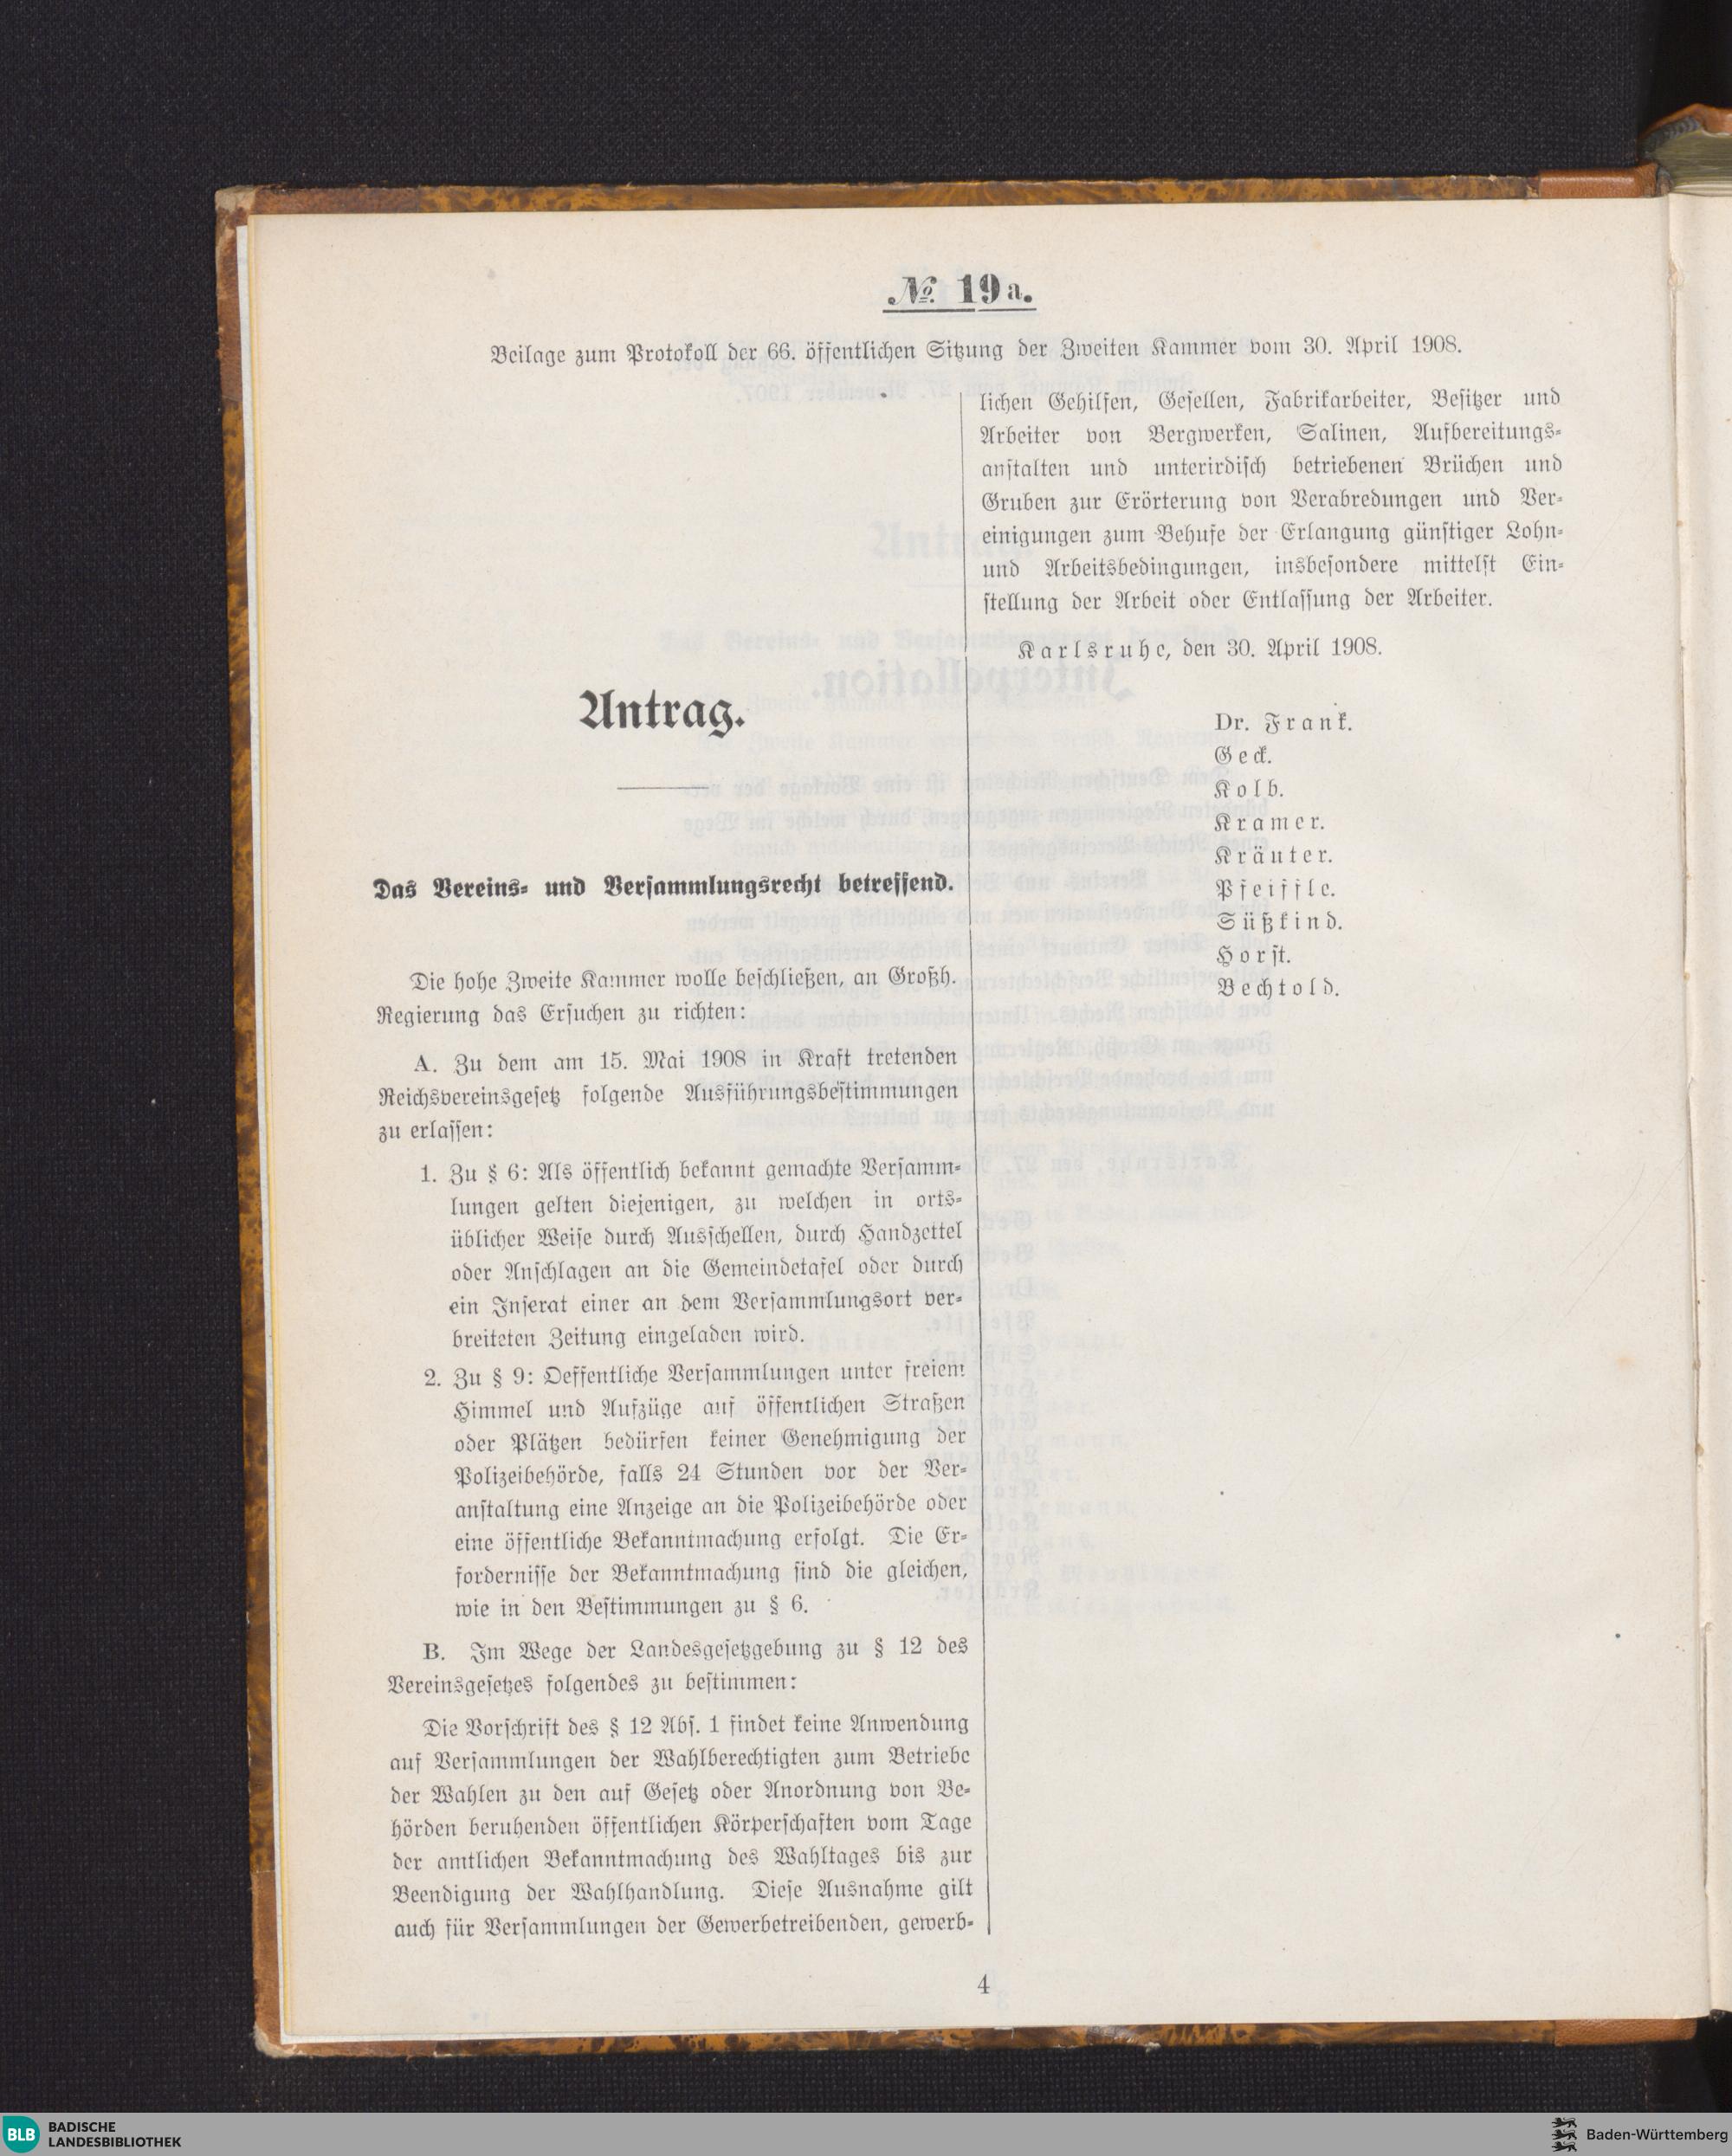 No. 19a.
Beilage zum Protokoll der 66. öffentlichen Sitzung der Zweiten Kammer vom 30. April 1908.
Antrag.
Das Vereins- und Versammlungsrecht betreffend.
Die hohe Zweite Kammer wolle beschließen, an Großh.
Regierung das Ersuchen zu richten:
A. Zu dem am 15. Mai 1908 in Kraft tretenden
Reichsvereinsgesetz folgende Ausführungsbestimmungen
zu erlassen:
1. Zu § 6: Als öffentlich bekannt gemachte Versamm-
lungen gelten diejenigen, zu welchen in orts-
üblicher Weise durch Ausschellen, durch Handzettel
oder Anschlagen an die Gemeindetafel oder durch
ein Inserat einer an dem Versammlungsort ver-
breiteten Zeitung eingeladen wird.
2. Zu § 9: Oeffentliche Versammlungen unter freiem
Himmel und Aufzüge auf öffentlichen Straßen
oder Plätzen bedürfen keiner Genehmigung der
Polizeibehörde, falls 24 Stunden vor der Ver-
anstaltung eine Anzeige an die Polizeibehörde oder
eine öffentliche Bekanntmachung erfolgt. Die Er-
fordernisse der Bekanntmachung sind die gleichen,
wie in den Bestimmungen zu § 6.
B. Im Wege der Landesgesetzgebung zu § 12 des
Vereinsgesetzes folgendes zu bestimmen:
Die Vorschrift des § 12 Abs. 1 findet keine Anwendung
auf Versammlungen der Wahlberechtigten zum Betriebe
der Wahlen zu den auf Gesetz oder Anordnung von Be-
hörden beruhenden öffentlichen Körperschaften vom Tage
der amtlichen Bekanntmachung des Wahltages bis zur
Beendigung der Wahlhandlung. Diese Ausnahme gilt
auch für Versammlungen der Gewerbetreibenden, gewerb-
lichen Gehilfen, Gesellen, Fabrikarbeiter, Besitzer und
Arbeiter von Bergwerken, Salinen, Aufbereitungs-
anstalten und unterirdisch betriebenen Brüchen und
Gruben zur Erörterung von Verabredungen und Ver-
einigungen zum Behufe der Erlangung günstiger Lohn-
und Arbeitsbedingungen, insbesondere mittelst Ein-
stellung der Arbeit oder Entlassung der Arbeiter.
Karlsruhe, den 30. April 1908.
Dr. Frank.
Geck.
Kolb.
Kramer.
Kräuter.
Pfeiffle.
Süßkind.
Horst.
Bechtold.
4
BLB BADISCHE
LANDESBIBLIOTHEK
Baden-Württemberg